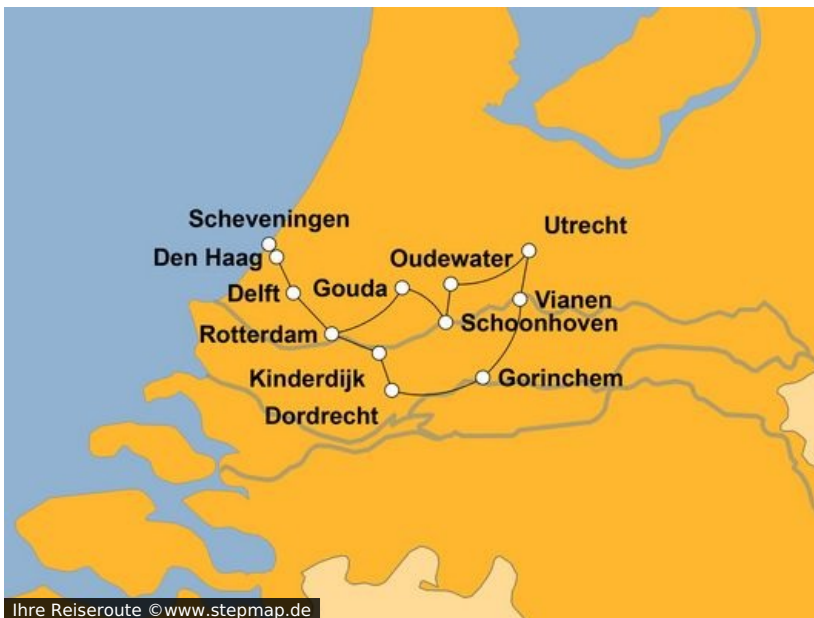 Scheveningen
Utrecht
Den Haag
Oudewater
Delft
Gouda
Vianen
Schoonhoven
Rotterdam
Kinderdijk
Gorinchem
Dordrecht
Ihre Reiseroute ©www.stepmap.de